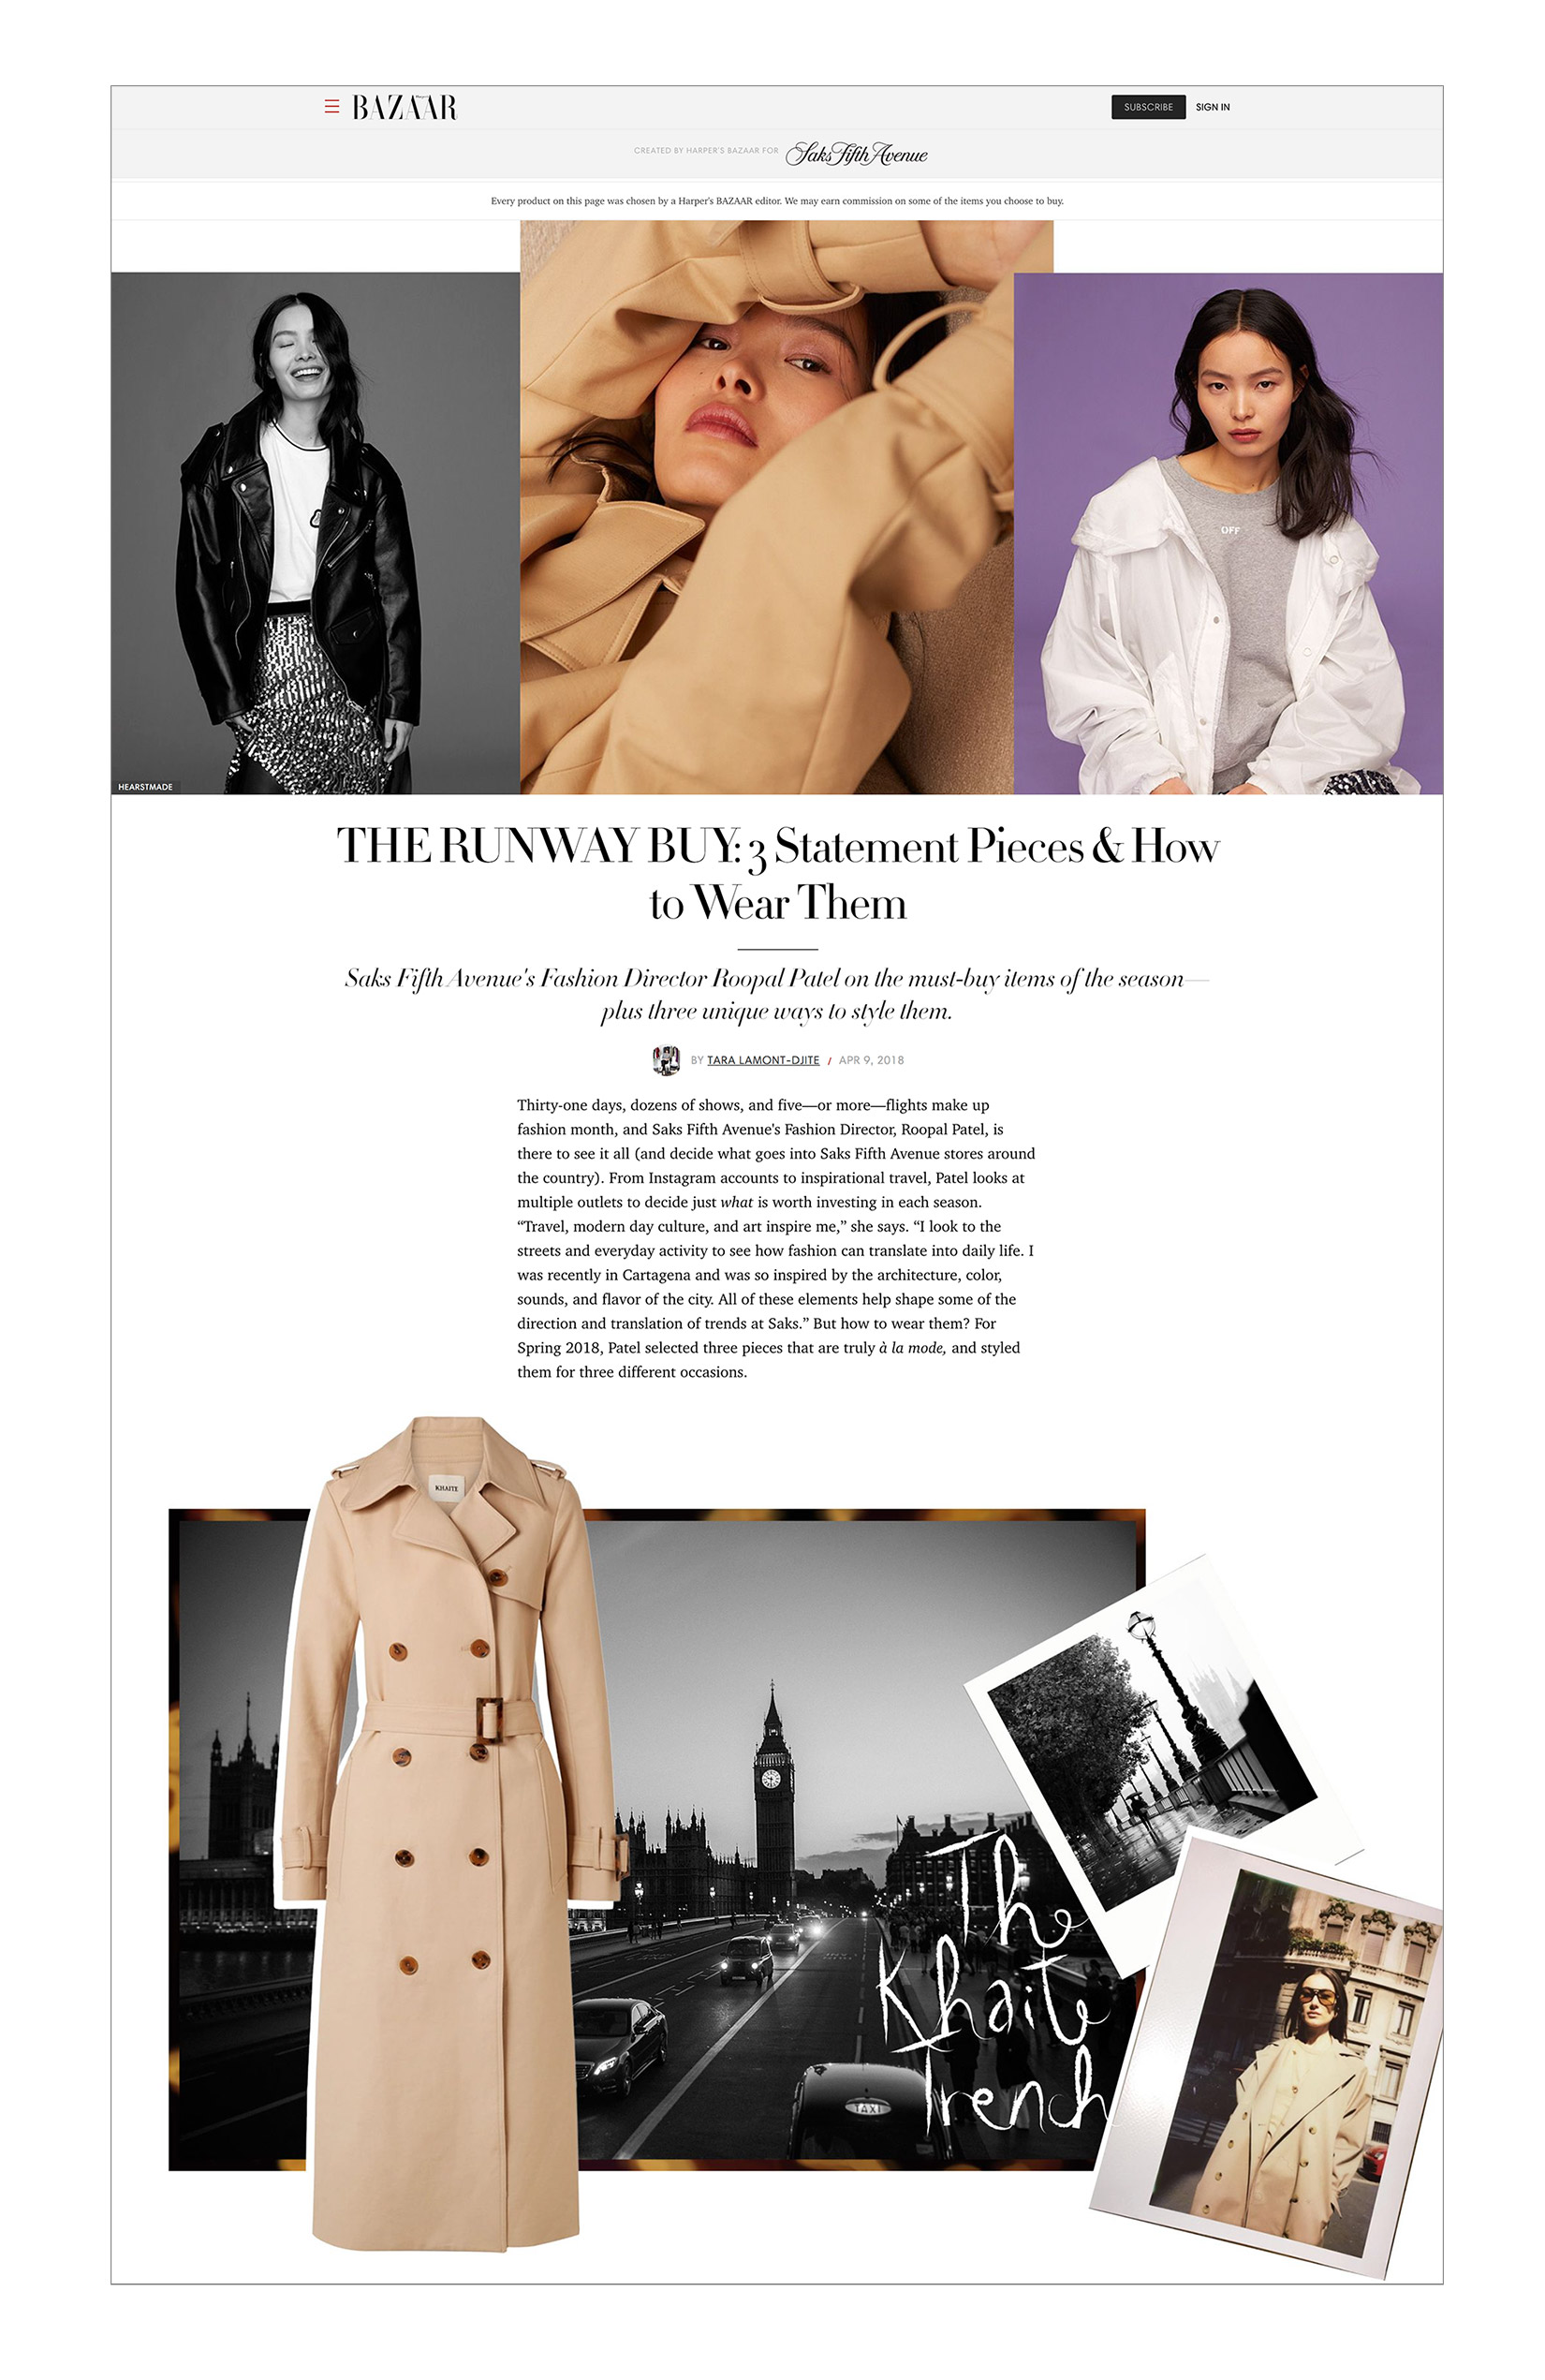 BAZAAR
SUBSCRIBE
SIGN IN
CREATED BY HARPER'S BAZAAR FOR
Saks Fifth Avenue
Every product on this page was chosen by a Harper's BAZAAR editor. We may earn commission on some of the items you choose to buy.
OFF
HEARSTMADE
THE RUNWAY BUY: 3 Statement Pieces & How
to Wear Them
Saks Fifth Avenue's Fashion Director Roopal Patel on the must-buy items of the season—
plus three unique ways to style them.
BY TARA LAMONT-DJITE / APR 9, 2018
Thirty-one days, dozens of shows, and five—or more—flights make up
fashion month, and Saks Fifth Avenue's Fashion Director, Roopal Patel, is
there to see it all (and decide what goes into Saks Fifth Avenue stores around
the country). From Instagram accounts to inspirational travel, Patel looks at
multiple outlets to decide just what is worth investing in each season.
“Travel, modern day culture, and art inspire me,” she says. “I look to the
streets and everyday activity to see how fashion can translate into daily life. I
was recently in Cartagena and was so inspired by the architecture, color,
sounds, and flavor of the city. All of these elements help shape some of the
direction and translation of trends at Saks.” But how to wear them? For
Spring 2018, Patel selected three pieces that are truly à la mode, and styled
them for three different occasions.
KHAITE
The
Khaite
Trench
TAXI